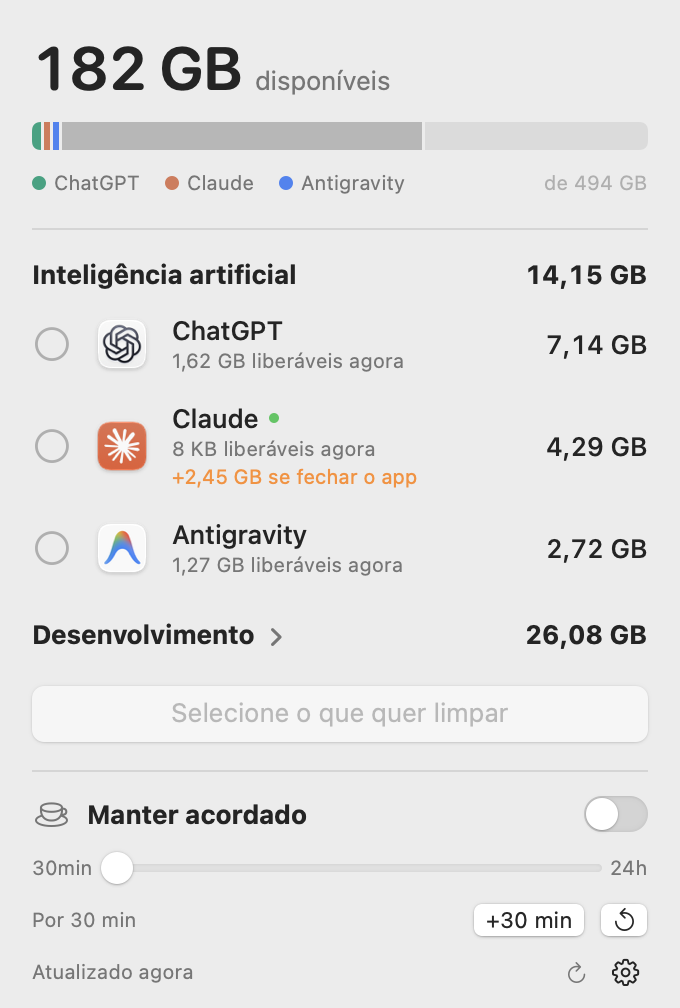 182 GB disponíveis
ChatGPT Claude Antigravity de 494 GB
Inteligência artificial 14,15 GB
ChatGPT
1,62 GB liberáveis agora
7,14 GB
Claude
8 KB liberáveis agora
+2,45 GB se fechar o app
4,29 GB
Antigravity
1,27 GB liberáveis agora
2,72 GB
Desenvolvimento 26,08 GB
Selecione o que quer limpar
Manter acordado
30min 24h
Por 30 min +30 min
Atualizado agora